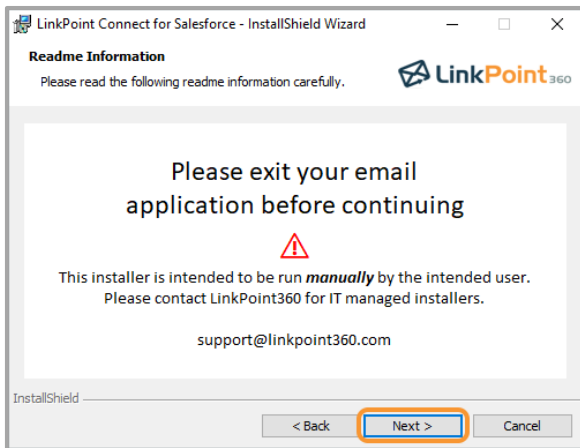 LinkPoint Connect for Salesforce - InstallShield Wizard
Readme Information
Please read the following readme information carefully.
LinkPoint360
Please exit your email
application before continuing
This installer is intended to be run manually by the intended user.
Please contact LinkPoint360 for IT managed installers.
support@linkpoint360.com
InstallShield
< Back Next > Cancel